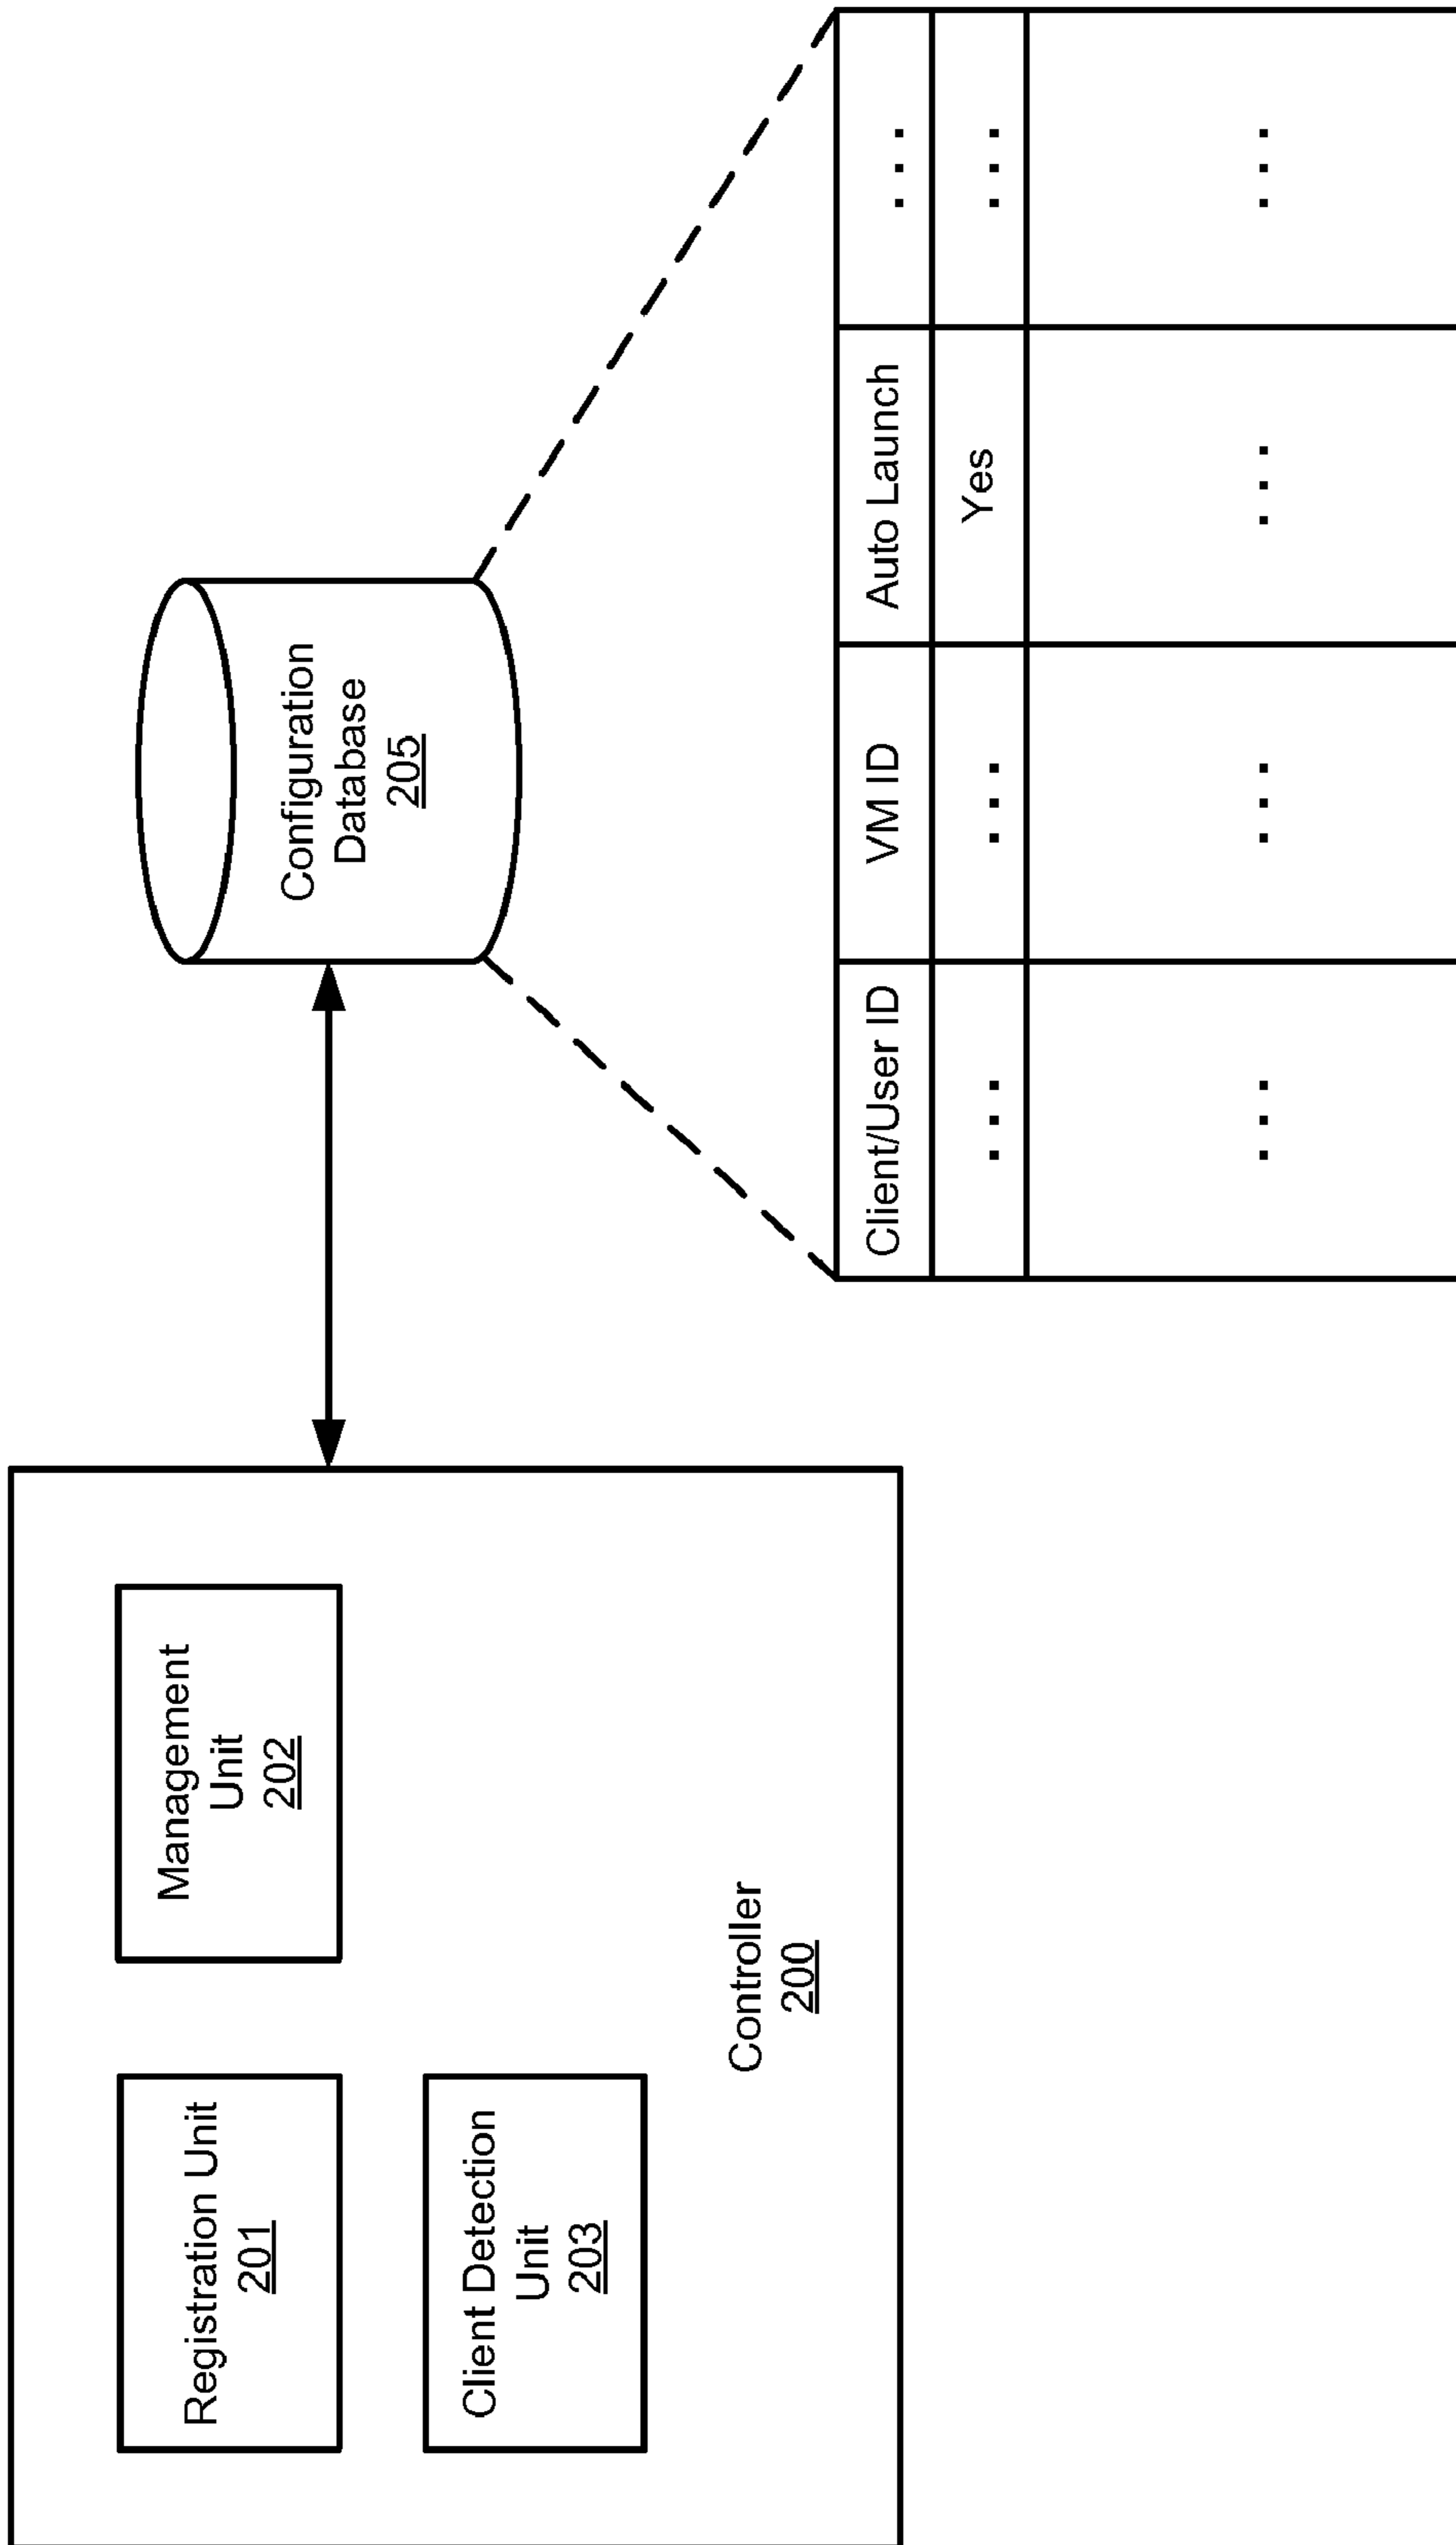 Registration Unit
201
Management
Unit
202
Client Detection
Unit
203
Controller
200
Configuration
Database
205
Client/User ID
VM ID
Auto Launch
. . .
. . .
. . .
Yes
. . .
. . .
. . .
. . .
. . .